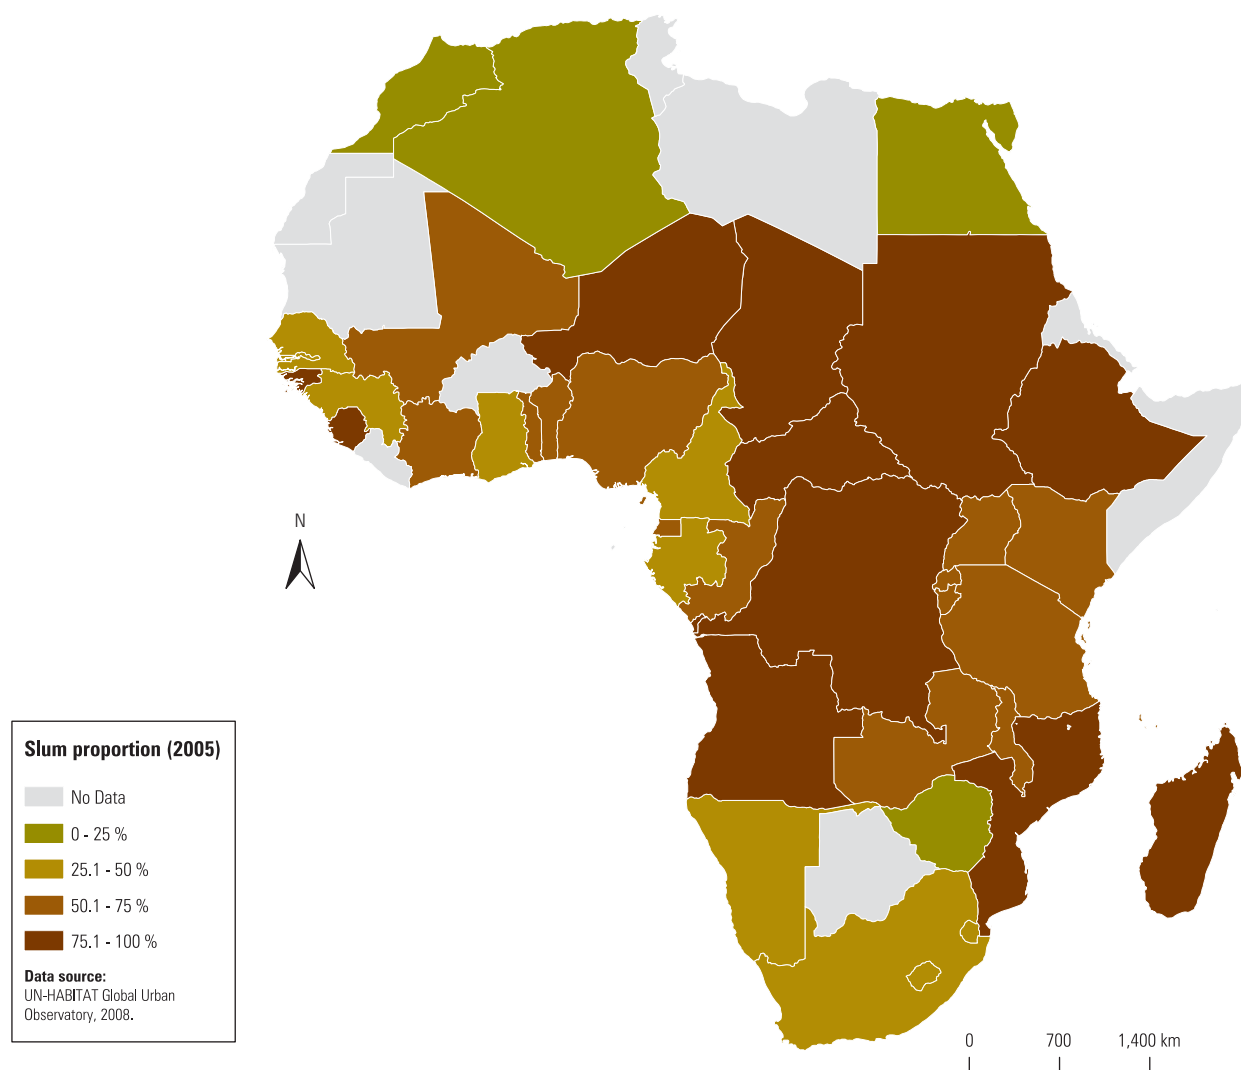 N
Slum proportion (2005)
No Data
0 - 25 %
25.1 - 50 %
50.1 - 75 %
75.1 - 100 %
Data source:
UN-HABITAT Global Urban
Observatory, 2008.
0 700 1,400 km